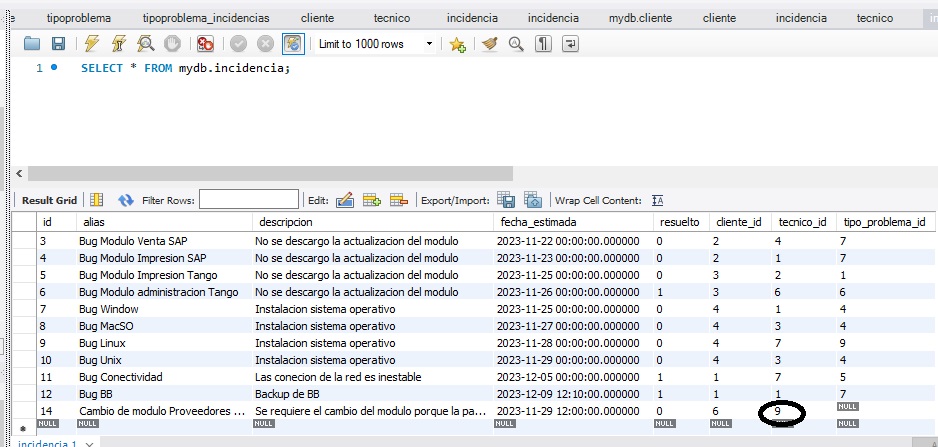 tipoproblema tipoproblema_incidencias cliente tecnico incidencia incidencia mydb.cliente cliente incidencia tecnico in
Limit to 1000 rows
1 SELECT * FROM mydb.incidencia;
Result Grid Filter Rows: Edit: Export/Import: Wrap Cell Content:
id alias descripcion fecha_estimada resuelto cliente_id tecnico_id tipo_problema_id
3 Bug Modulo Venta SAP No se descargo la actualizacion del modulo 2023-11-22 00:00:00.000000 0 2 4 7
4 Bug Modulo Impresion SAP No se descargo la actualizacion del modulo 2023-11-23 00:00:00.000000 0 2 1 7
5 Bug Modulo Impresion Tango No se descargo la actualizacion del modulo 2023-11-25 00:00:00.000000 0 3 2 1
6 Bug Modulo administracion Tango No se descargo la actualizacion del modulo 2023-11-26 00:00:00.000000 1 3 6 6
7 Bug Window Instalacion sistema operativo 2023-11-25 00:00:00.000000 0 4 1 4
8 Bug MacSO Instalacion sistema operativo 2023-11-27 00:00:00.000000 0 4 3 4
9 Bug Linux Instalacion sistema operativo 2023-11-28 00:00:00.000000 0 4 7 9
10 Bug Unix Instalacion sistema operativo 2023-11-29 00:00:00.000000 0 4 3 4
11 Bug Conectividad Las conecion de la red es inestable 2023-12-05 00:00:00.000000 1 1 7 5
12 Bug BB Backup de BB 2023-12-09 12:10:00.000000 1 1 1 7
14 Cambio de modulo Proveedores ... Se requiere el cambio del modulo porque la pa... 2023-11-29 12:00:00.000000 0 6 9 NULL
NULL NULL NULL NULL NULL NULL NULL NULL
incidencia 1